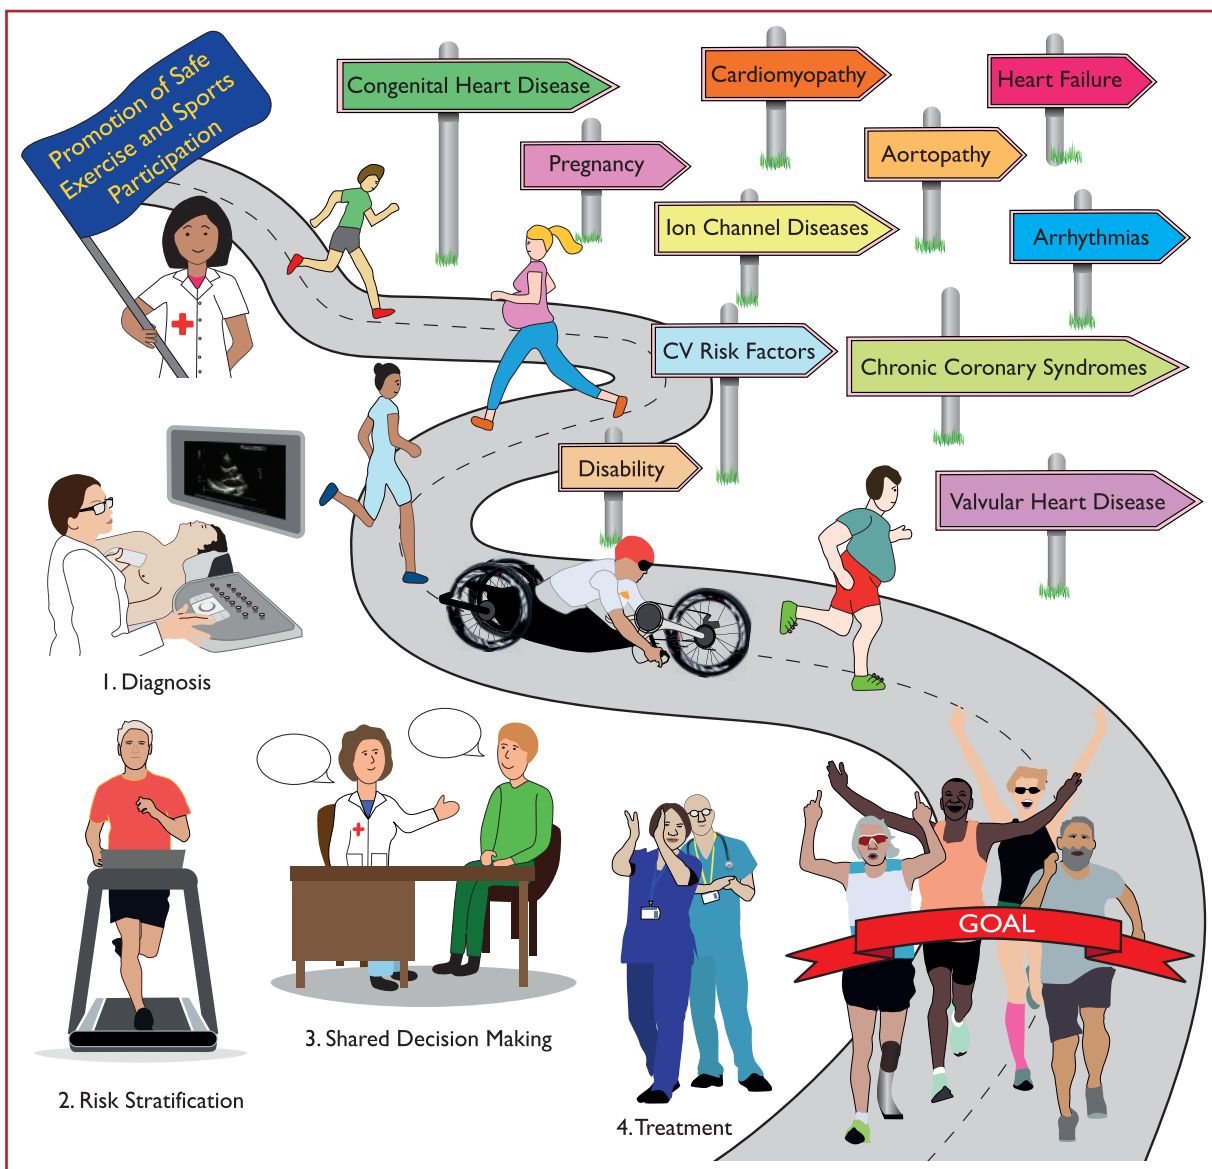 Promotion of Safe
Exercise and Sports
Participation
Congenital Heart Disease
Cardiomyopathy
Heart Failure
Pregnancy
Aortopathy
Ion Channel Diseases
Arrhythmias
CV Risk Factors
Chronic Coronary Syndromes
Disability
Valvular Heart Disease
1. Diagnosis
2. Risk Stratification
3. Shared Decision Making
4. Treatment
GOAL